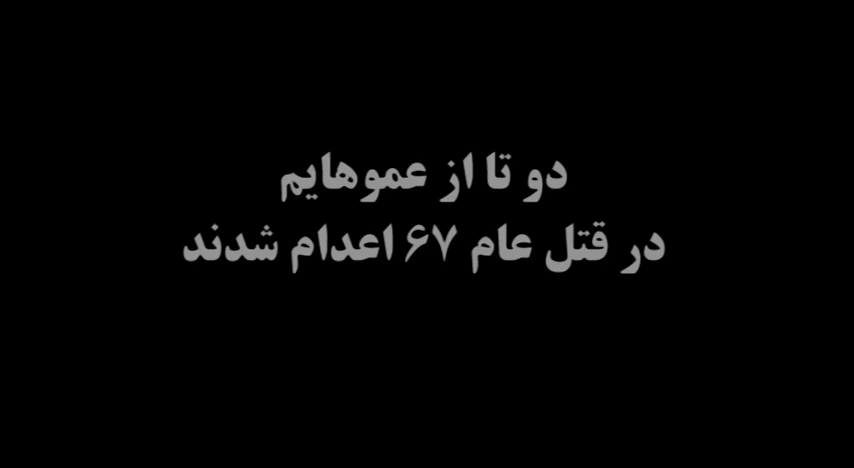 دو تا از عموهایم
در قتل عام ۶۷ اعدام شدند